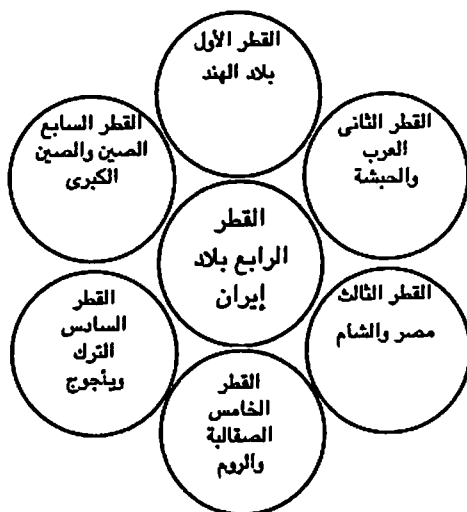 القطر الأول
بلاد الهند
القطر الثانى
العرب
والحبشة
القطر الثالث
مصر والشام
القطر
الرابع بلاد
إيران
القطر
الخامس
الصقالبة
والروم
القطر
السادس
الترك
ويأجوج
القطر السابع
الصين والصين
الكبرى